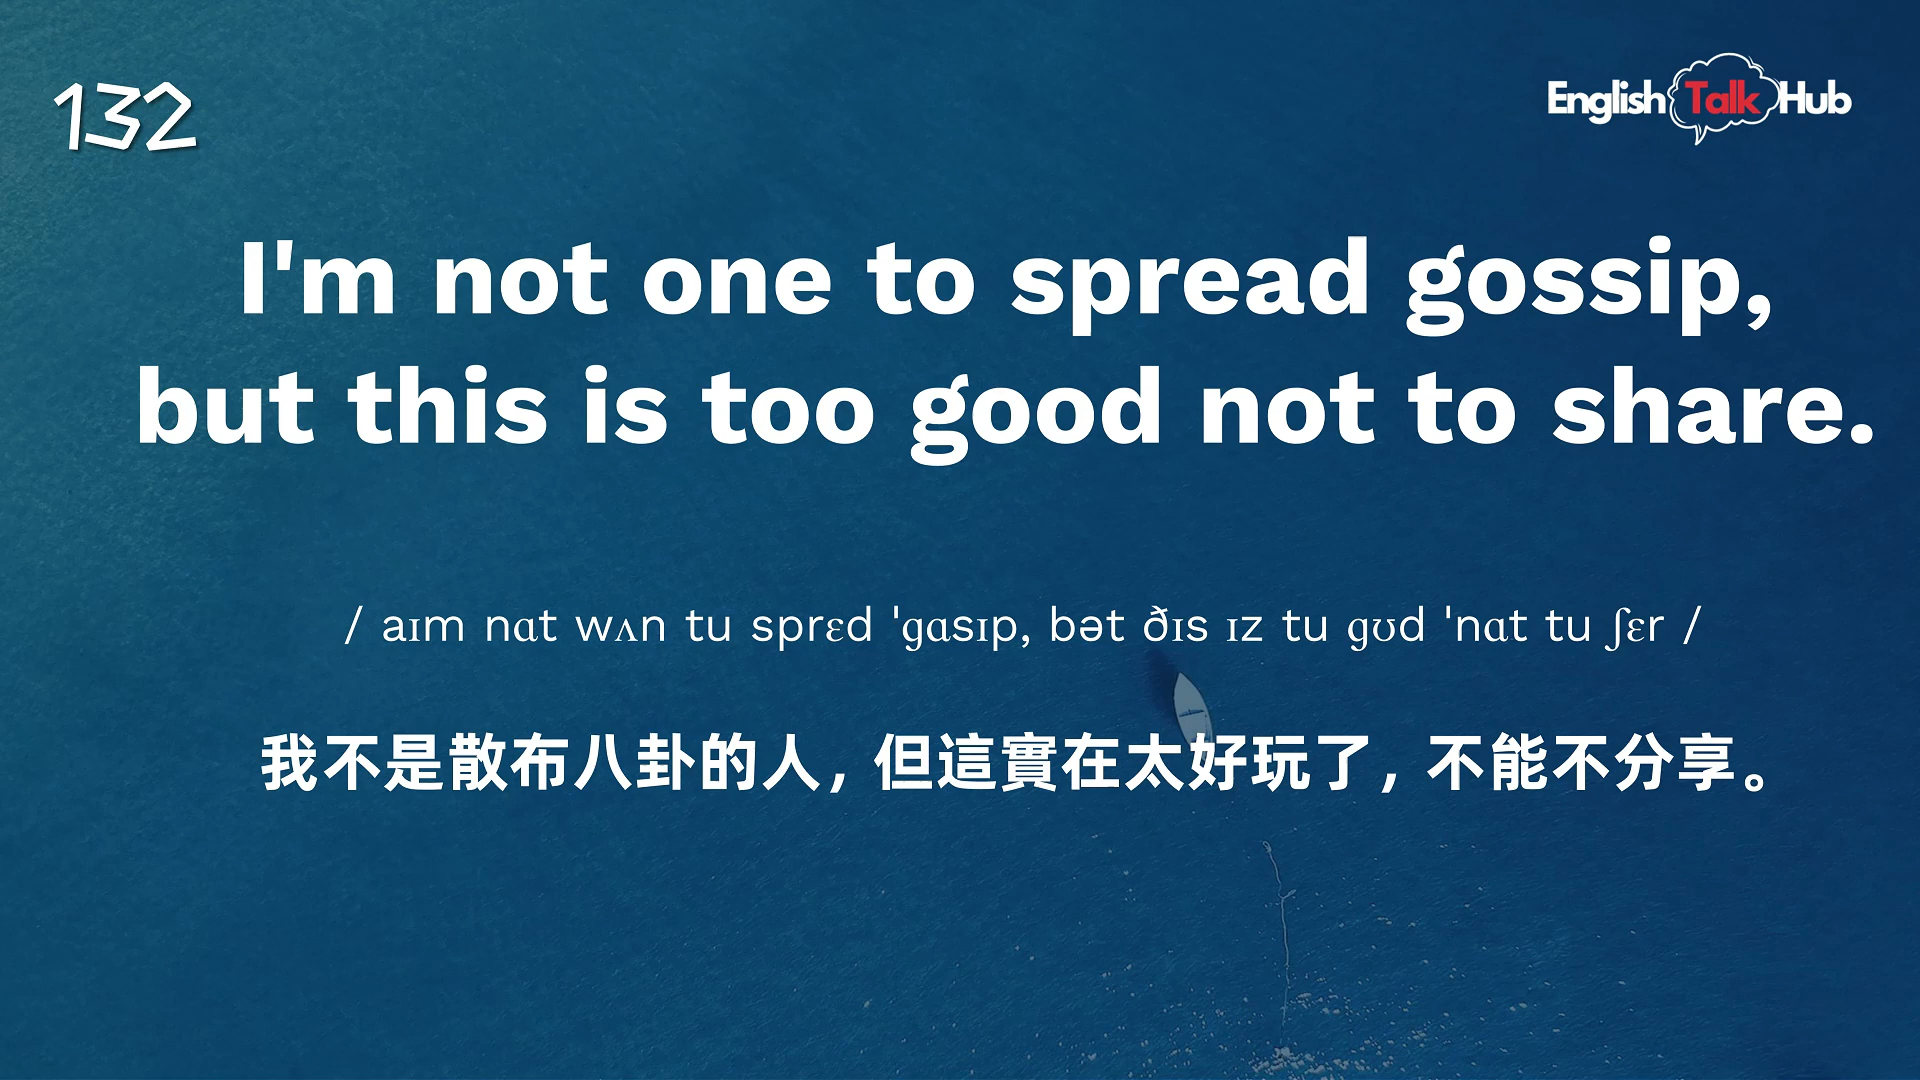 132
English Talk Hub
I'm not one to spread gossip,
but this is too good not to share.
/ aɪm nɑt wʌn tu sprɛd 'ɡɑsɪp, bət ðɪs ɪz tu ɡʊd 'nɑt tu ʃɛr /
我不是散布八卦的人, 但這實在太好玩了, 不能不分享。